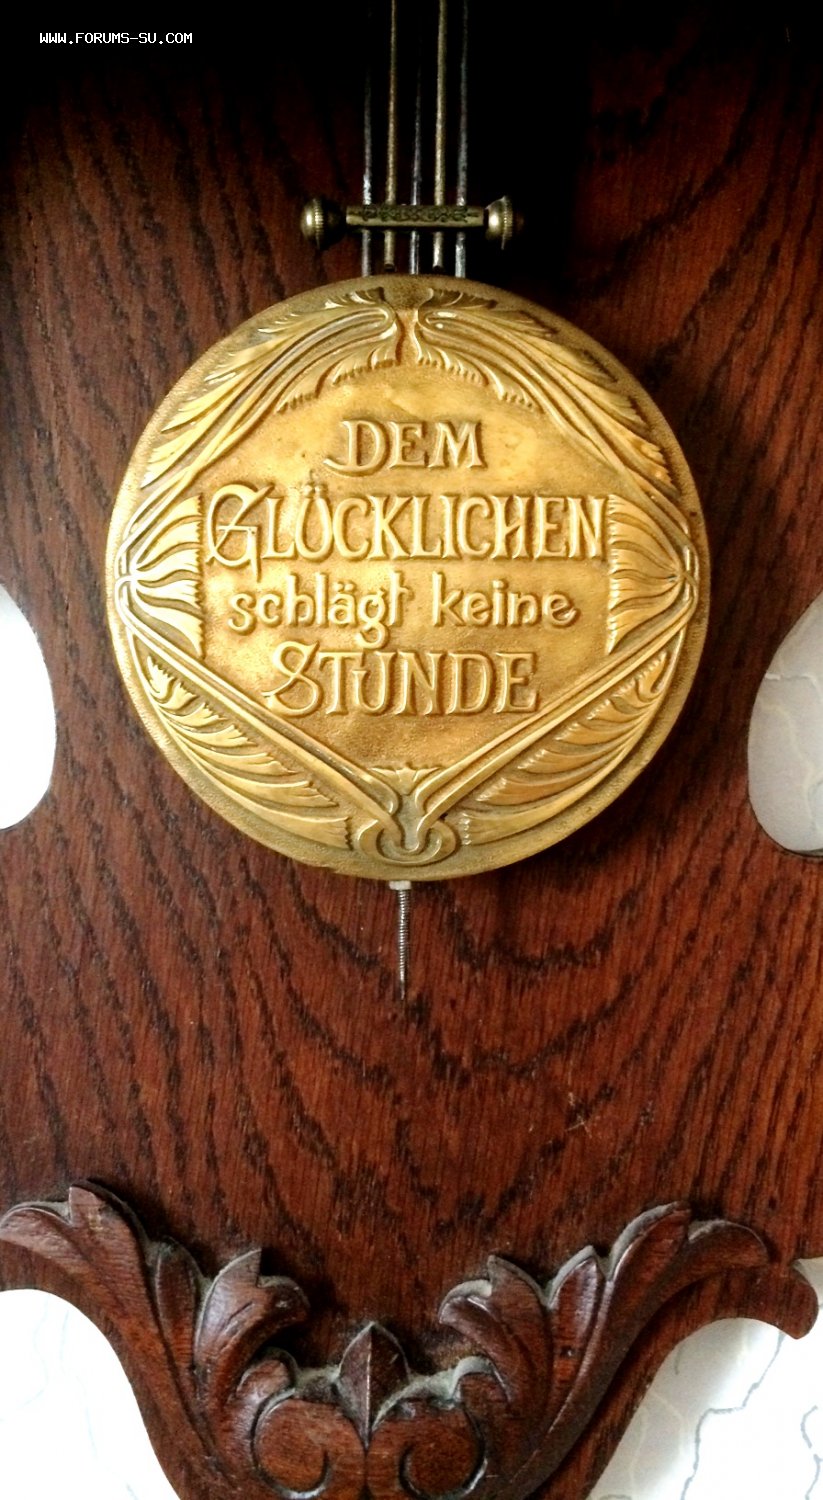 WWW.FORUMS-SU.COM
DEM
GLÜCKLICHEN
schlägt keine
STUNDE